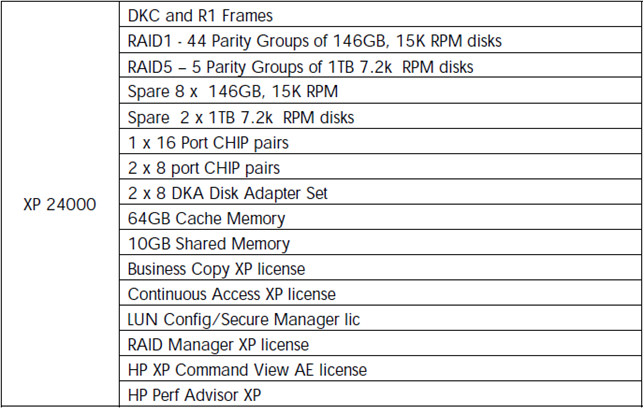 XP 24000
DKC and R1 Frames
RAID1 - 44 Parity Groups of 146GB, 15K RPM disks
RAID5 – 5 Parity Groups of 1TB 7.2k  RPM disks
Spare 8 x  146GB, 15K RPM
Spare  2 x 1TB 7.2k  RPM disks
1 x 16 Port CHIP pairs
2 x 8 port CHIP pairs
2 x 8 DKA Disk Adapter Set
64GB Cache Memory
10GB Shared Memory
Business Copy XP license
Continuous Access XP license
LUN Config/Secure Manager lic
RAID Manager XP license
HP XP Command View AE license
HP Perf Advisor XP